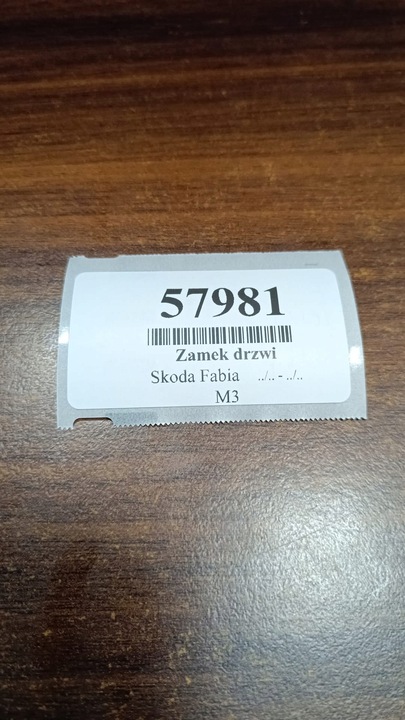 57981
Zamek drzwi
Skoda Fabia ../.. - ../..
M3